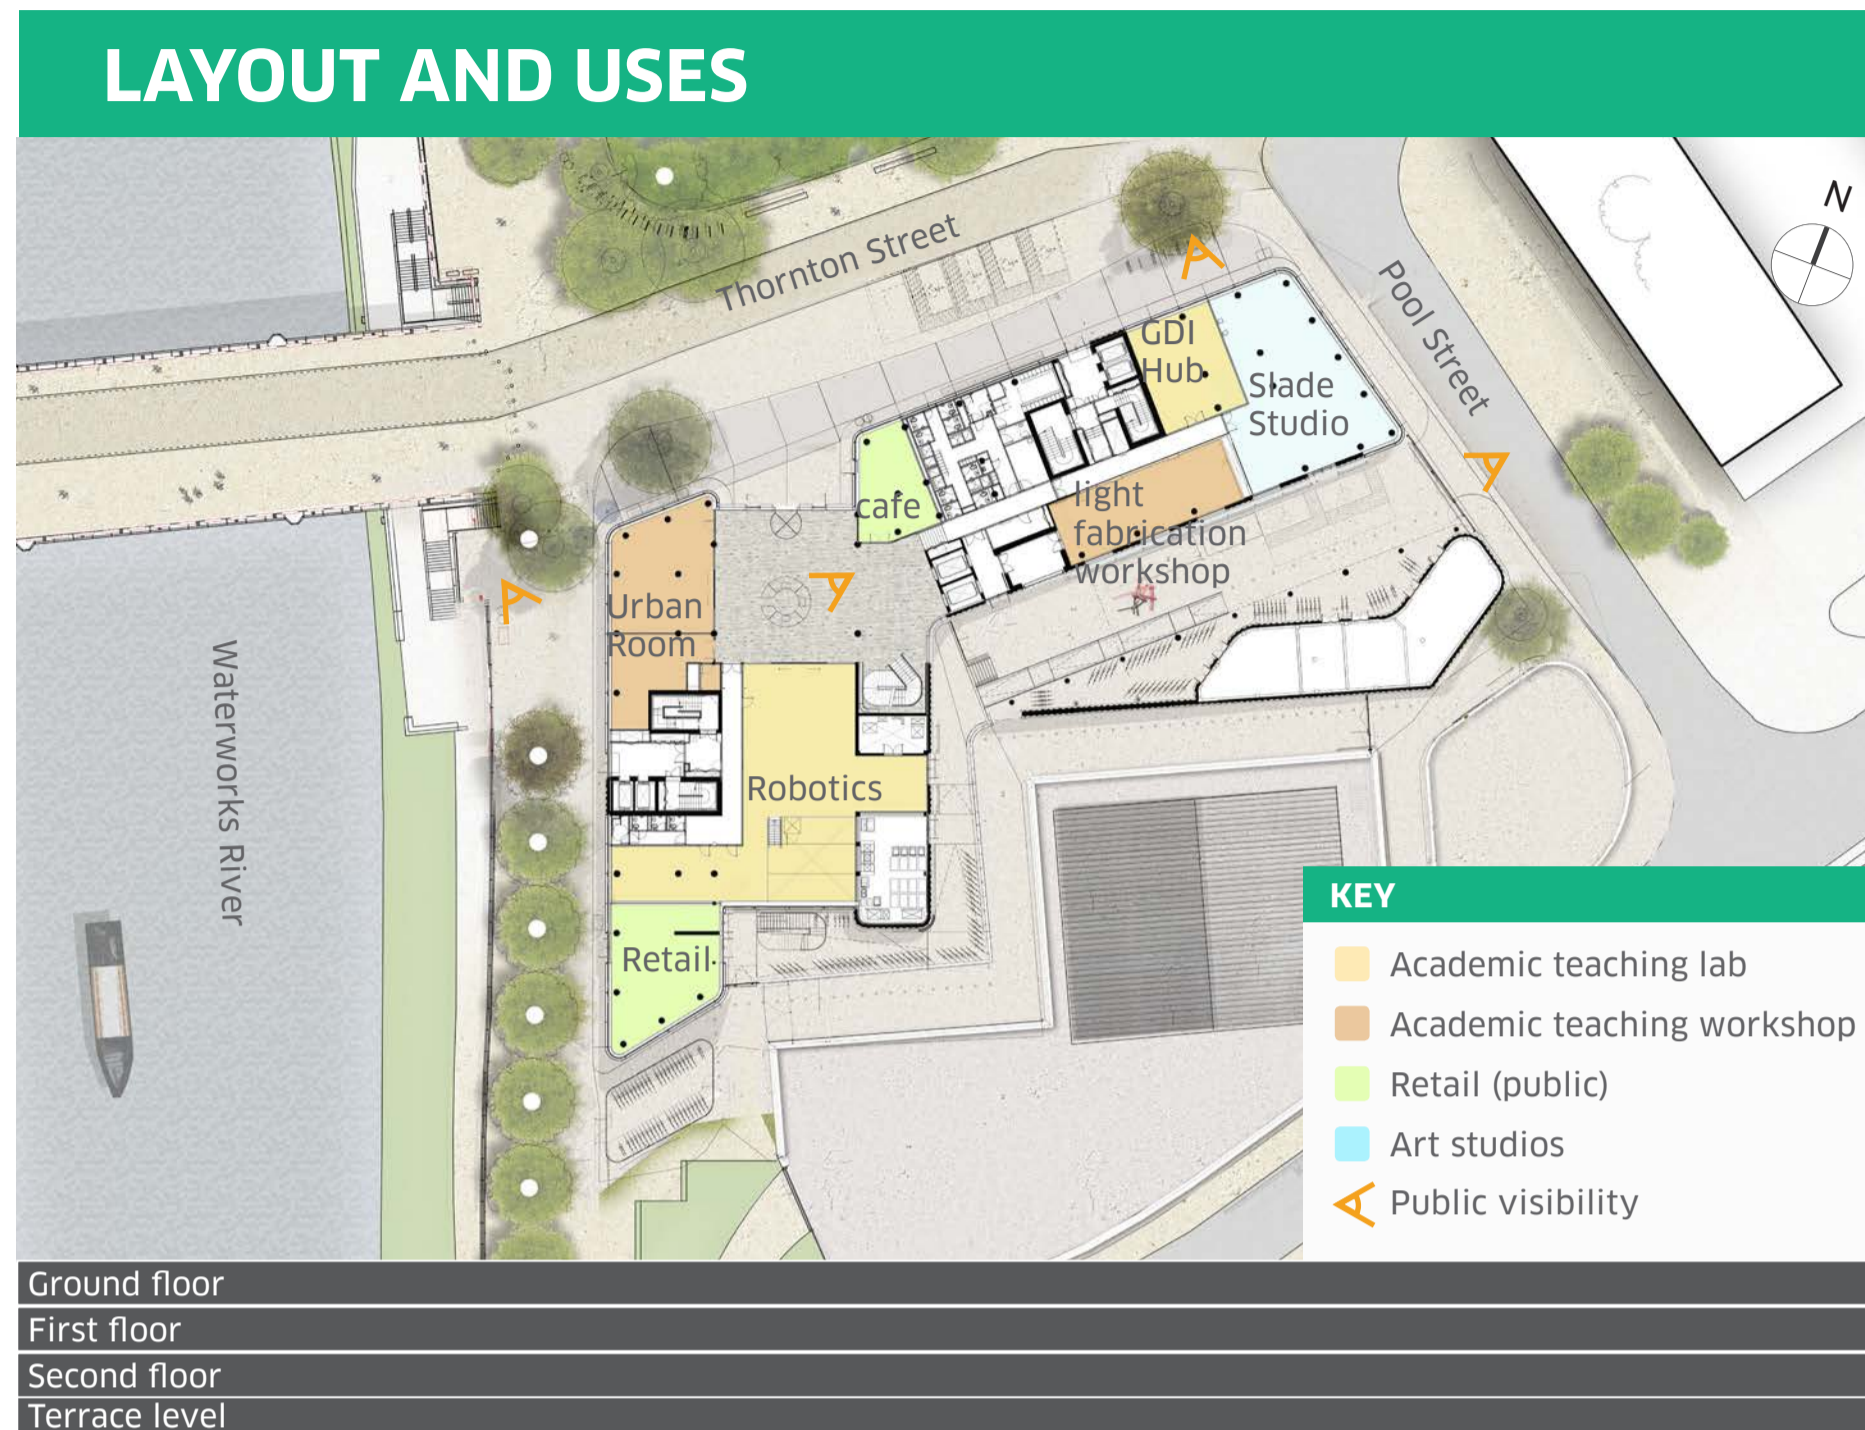 LAYOUT AND USES
N
Thornton Street
Pool Street
GDI
Hub
Slade
Studio
cafe
light
fabrication
workshop
Urban
Room
Waterworks River
Robotics
Retail
KEY
Academic teaching lab
Academic teaching workshop
Retail (public)
Art studios
Public visibility
Ground floor
First floor
Second floor
Terrace level